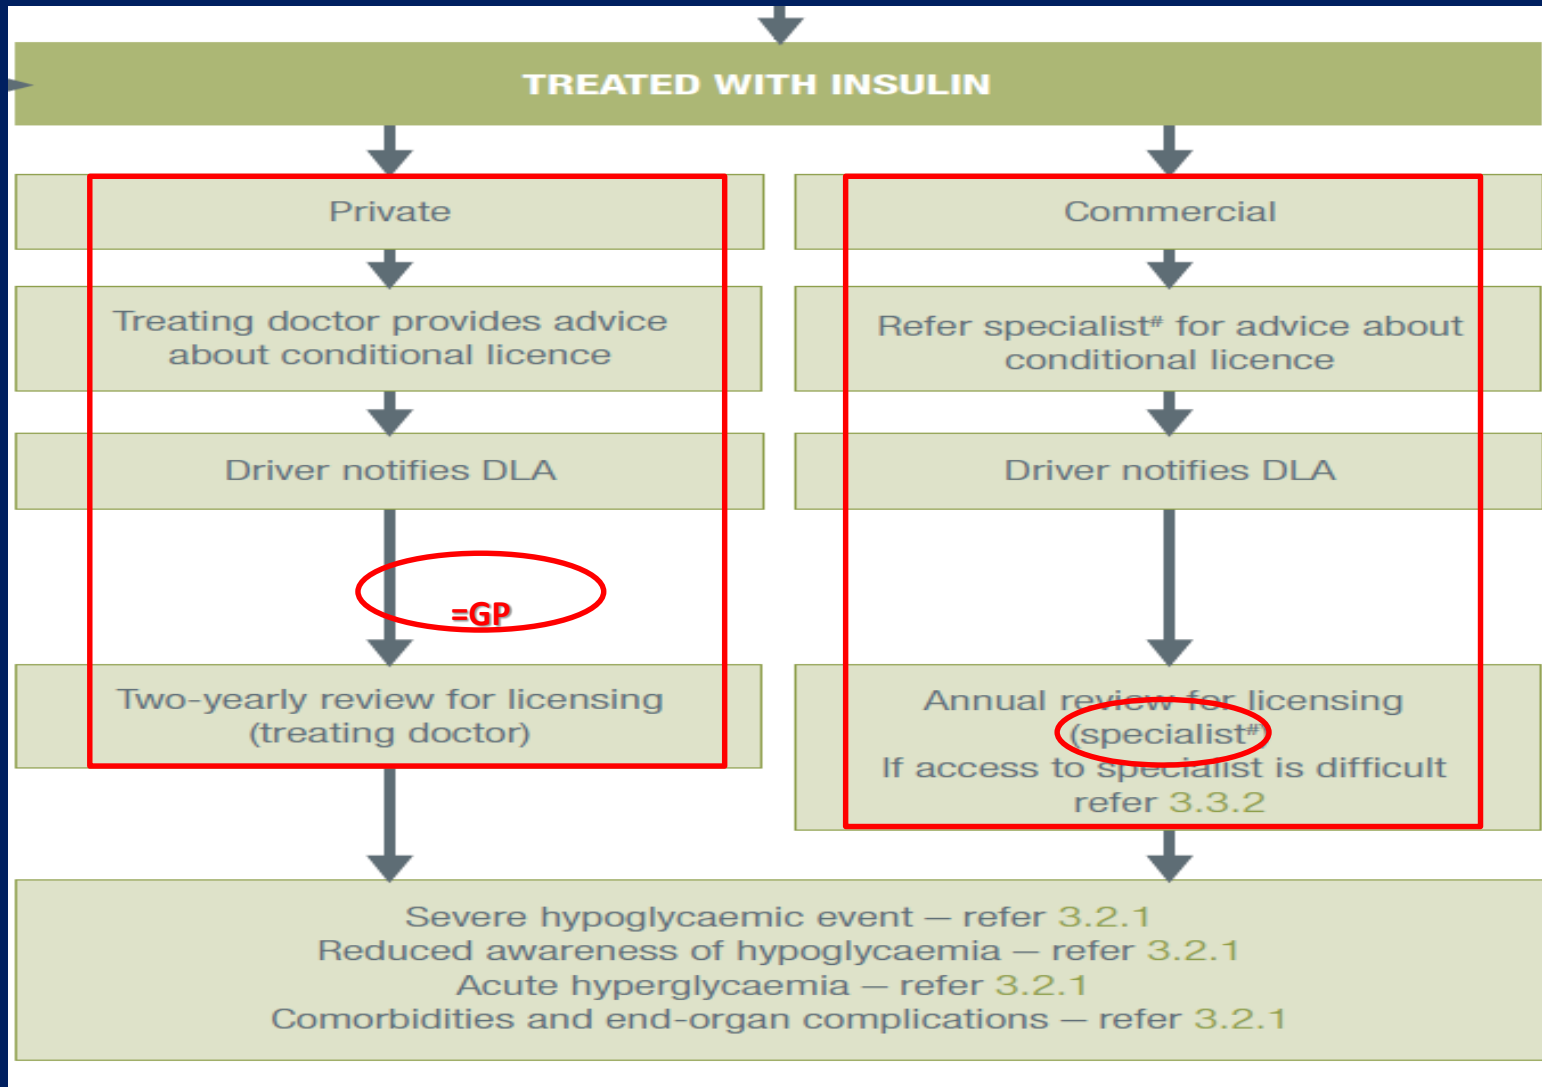 TREATED WITH INSULIN
Private
Treating doctor provides advice
about conditional licence
Driver notifies DLA
=GP
Two-yearly review for licensing
(treating doctor)
Commercial
Refer specialist# for advice about
conditional licence
Driver notifies DLA
Annual review for licensing
(specialist#)
If access to specialist is difficult
refer 3.3.2
Severe hypoglycaemic event – refer 3.2.1
Reduced awareness of hypoglycaemia – refer 3.2.1
Acute hyperglycaemia – refer 3.2.1
Comorbidities and end-organ complications – refer 3.2.1